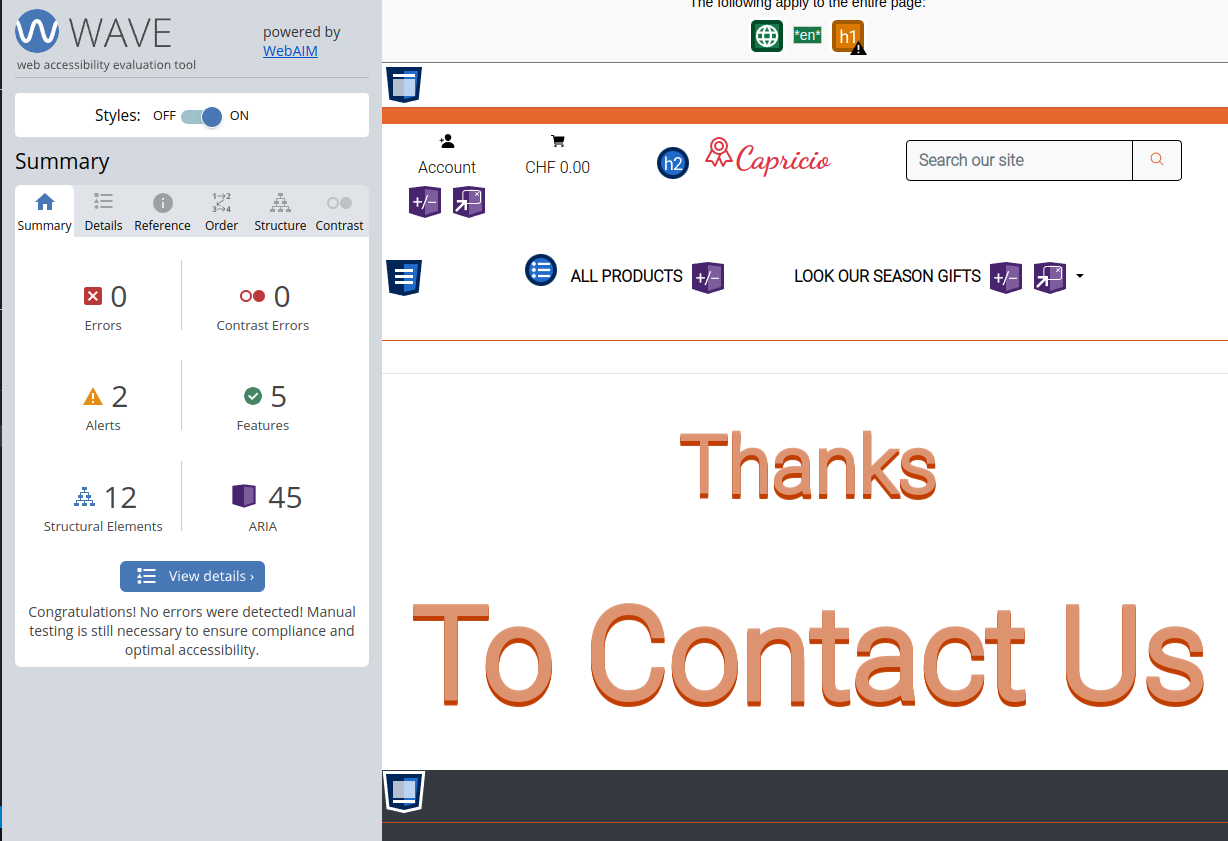 WAVE
web accessibility evaluation tool
powered by
WebAIM
Styles: OFF ON
Summary
Summary Details Reference Order Structure Contrast
0
Errors
0
Contrast Errors
2
Alerts
5
Features
12
Structural Elements
45
ARIA
View details ›
Congratulations! No errors were detected! Manual
testing is still necessary to ensure compliance and
optimal accessibility.
The following apply to the entire page:
*en* h1
Account
CHF 0.00
h2
Capricio
Search our site
+/-
ALL PRODUCTS +/-
LOOK OUR SEASON GIFTS +/-
Thanks
To Contact Us